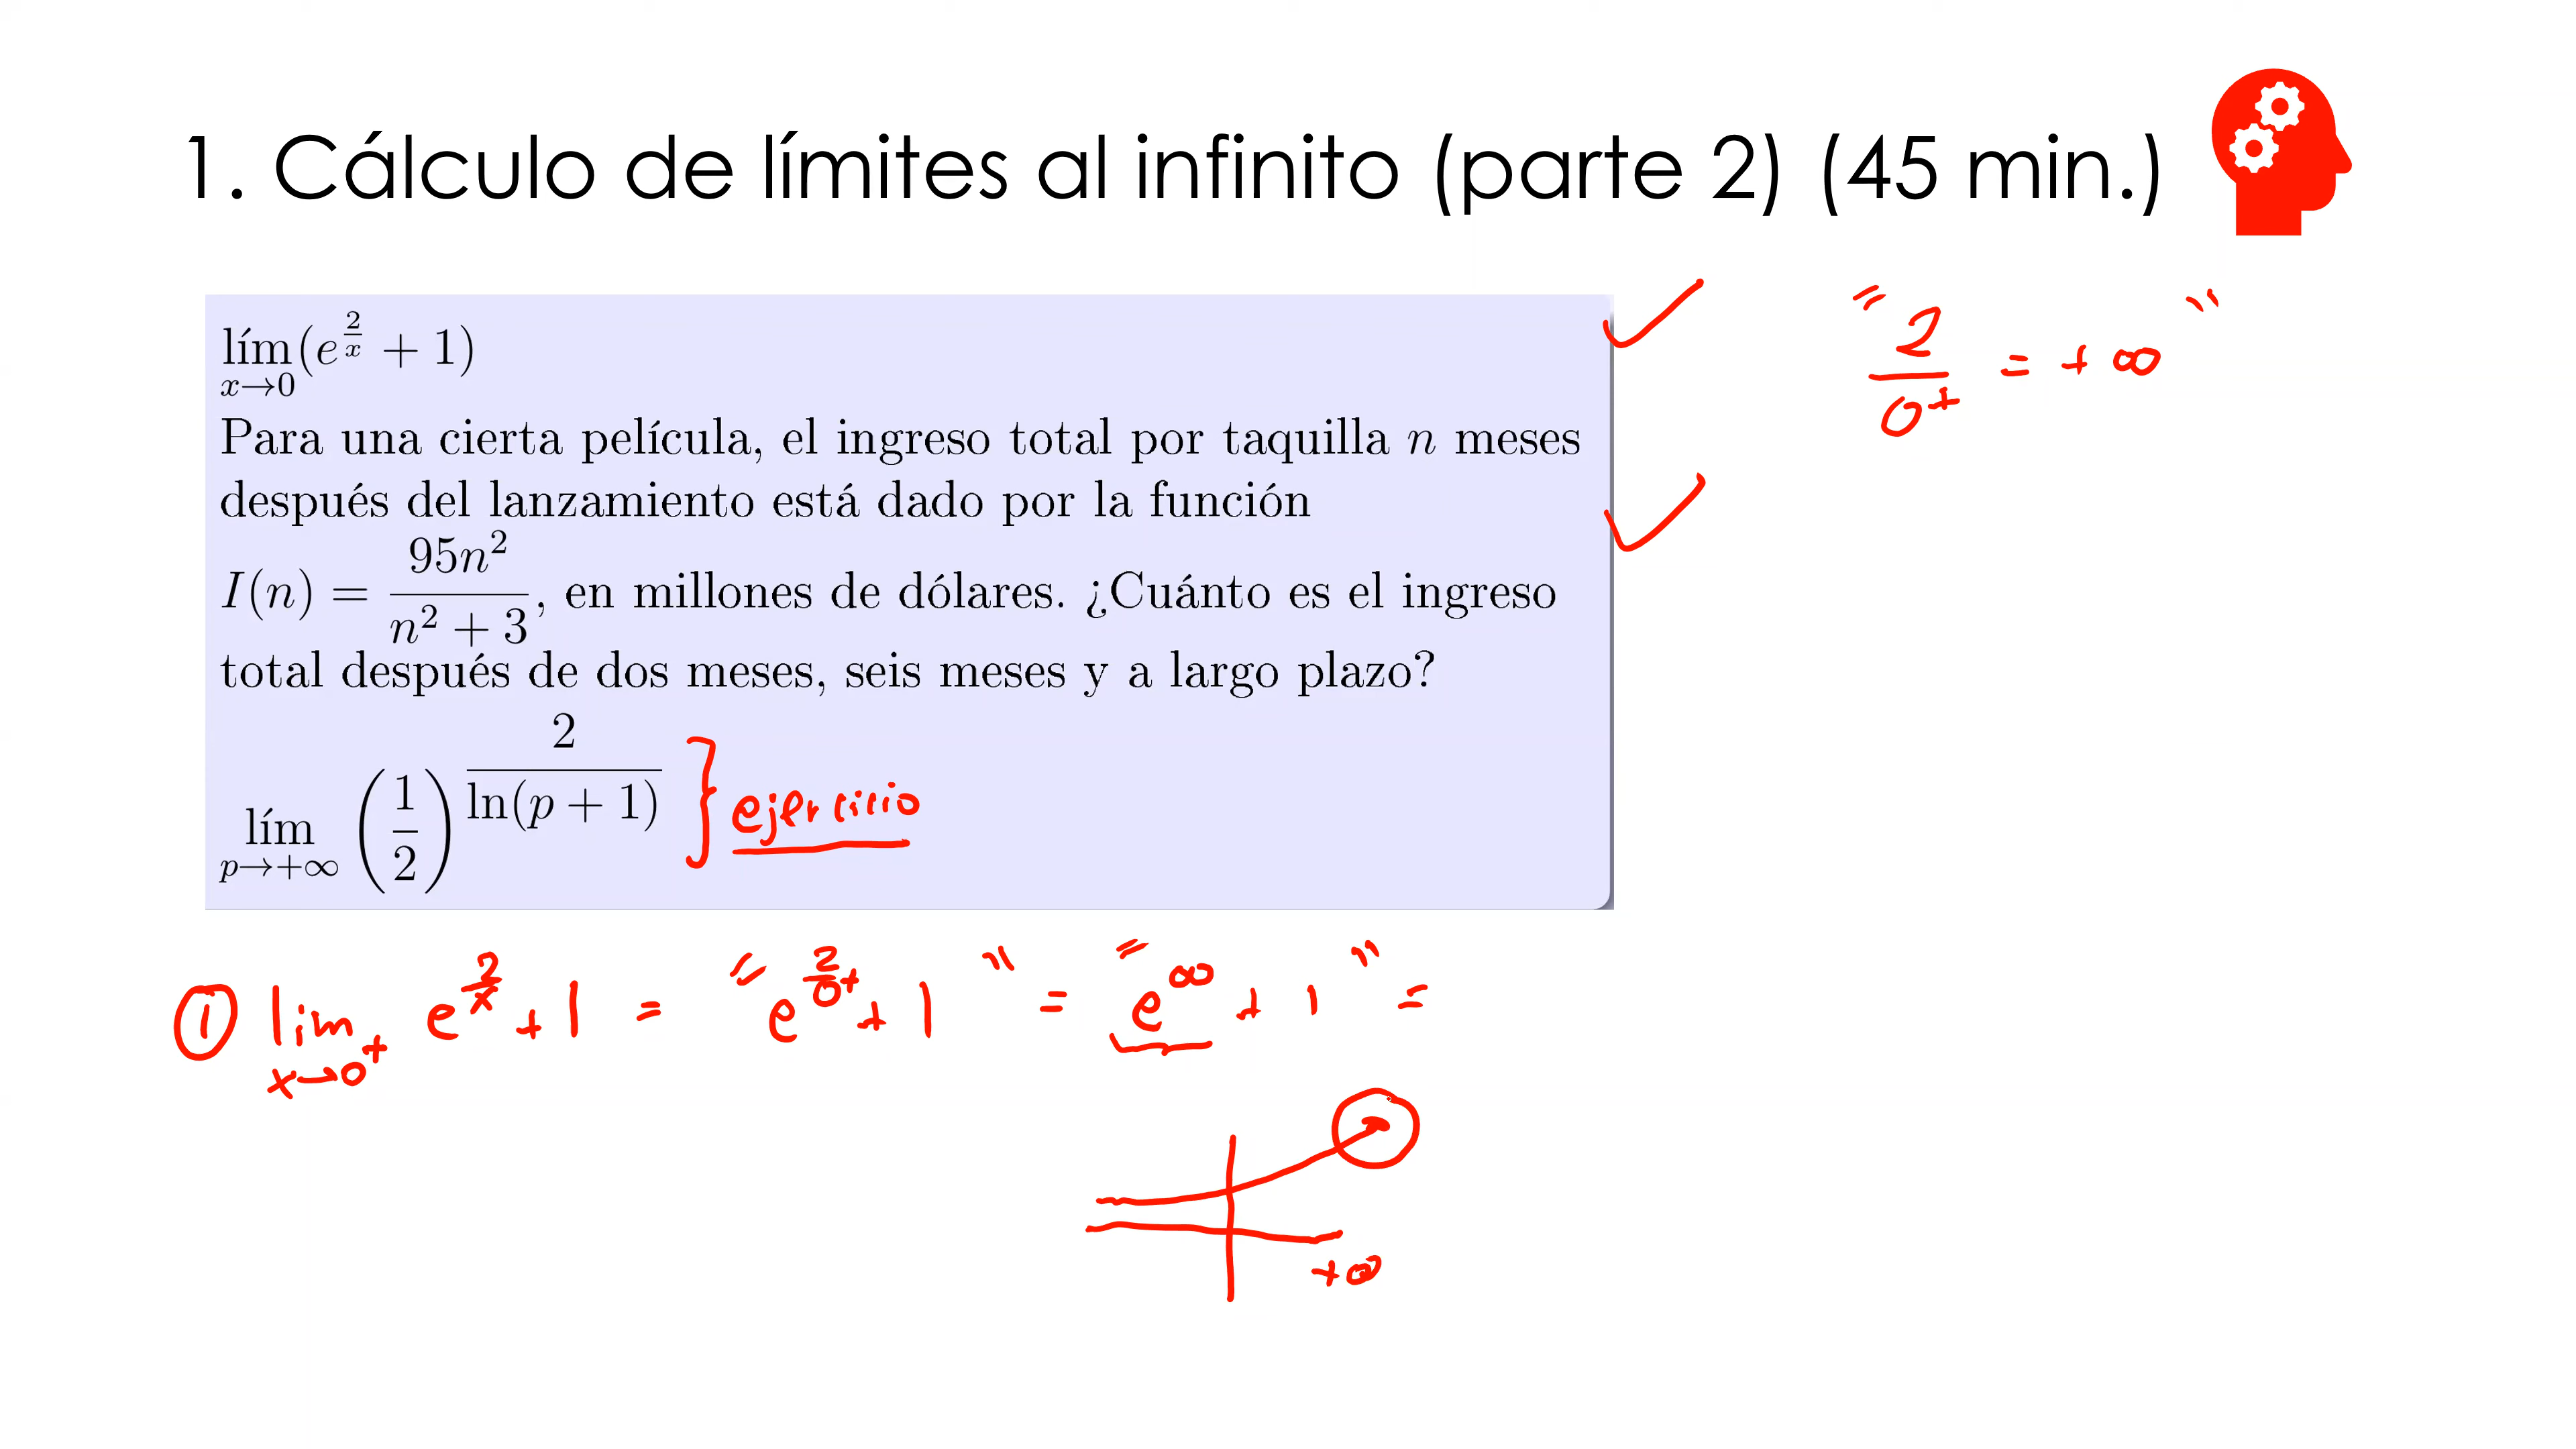 1. Cálculo de límites al infinito (parte 2) (45 min.)
lím (e^{2/x} + 1)
x→0
Para una cierta película, el ingreso total por taquilla n meses
después del lanzamiento está dado por la función
I(n) = 95n² / (n² + 3), en millones de dólares. ¿Cuánto es el ingreso
total después de dos meses, seis meses y a largo plazo?
lím (1/2)^{2/ln(p + 1)} } ejercicio
p→+∞
" 2/0⁺ = +∞ "
① lim e^{2/x} + 1 = " e^{2/0⁺} + 1 " = " e^∞ + 1 " =
x→0⁺
+∞